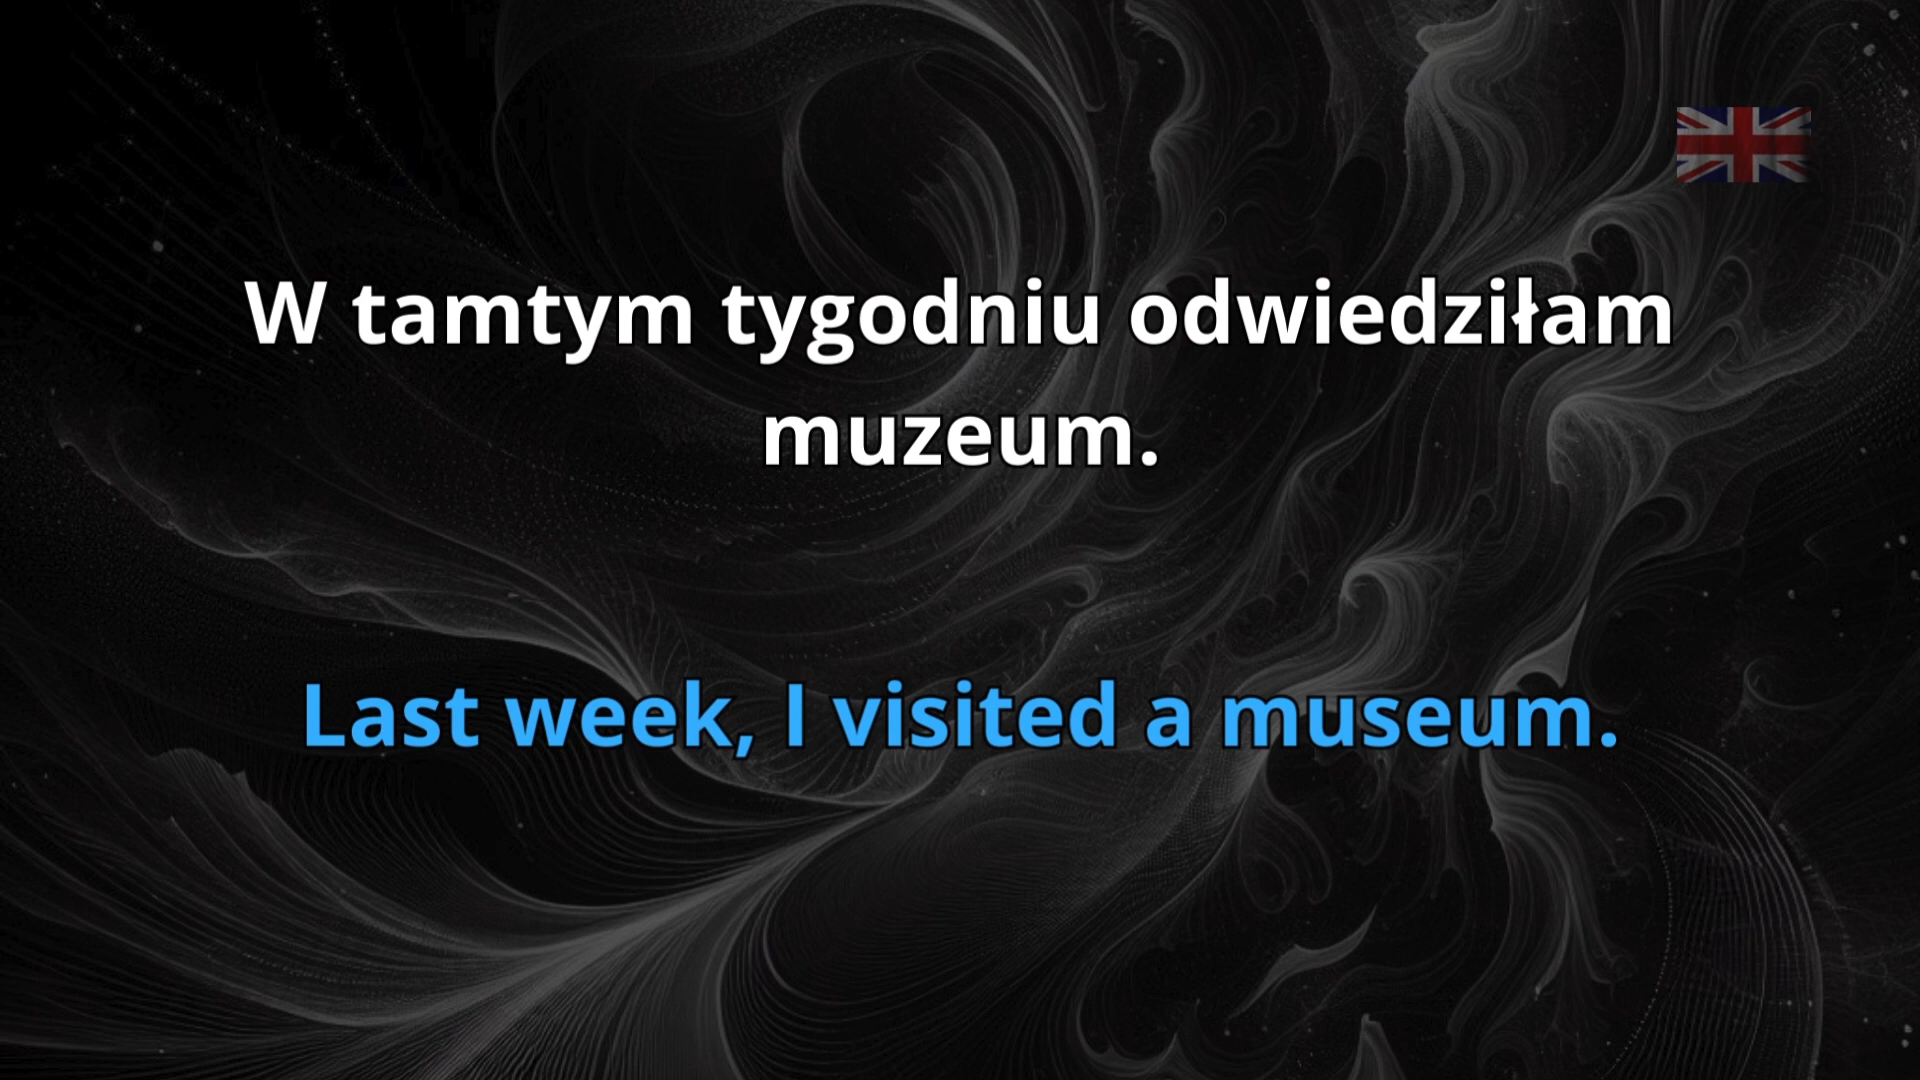 W tamtym tygodniu odwiedziłam
muzeum.
Last week, I visited a museum.